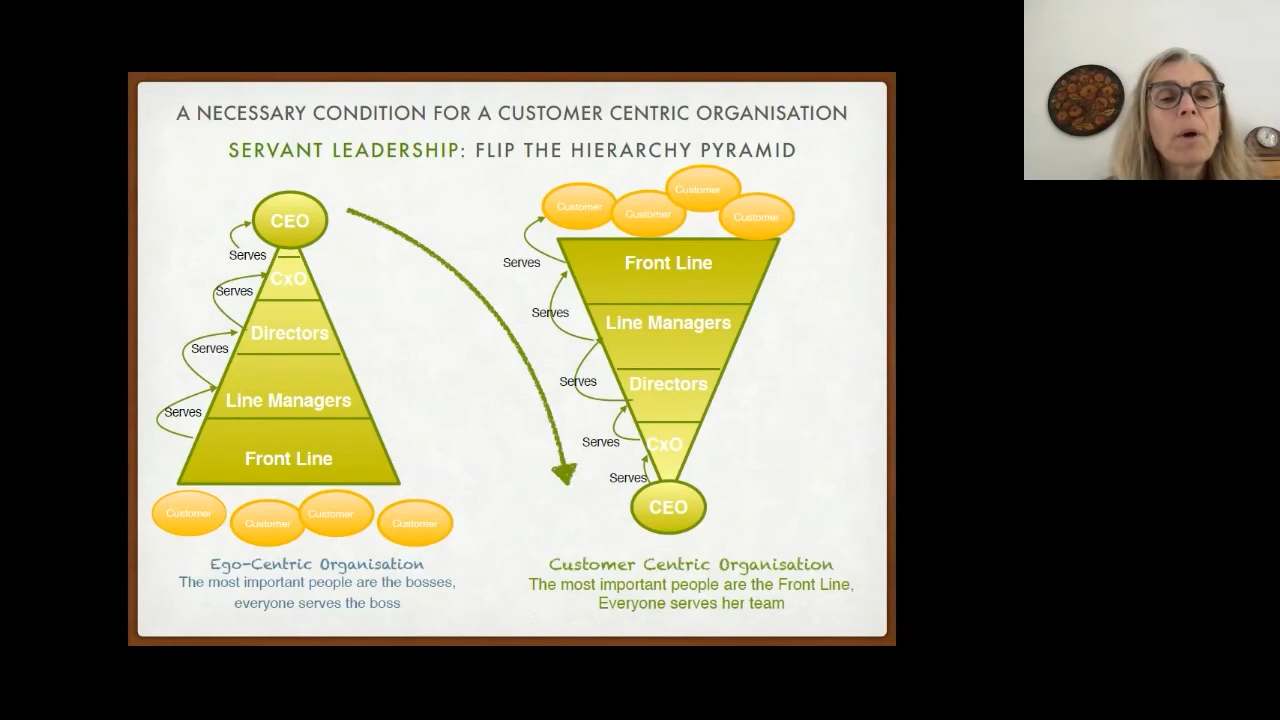 A NECESSARY CONDITION FOR A CUSTOMER CENTRIC ORGANISATION
SERVANT LEADERSHIP: FLIP THE HIERARCHY PYRAMID
CEO
Serves
CxO
Serves
Directors
Serves
Line Managers
Serves
Front Line
Customer
Customer
Customer
Customer
Ego-Centric Organisation
The most important people are the bosses,
everyone serves the boss
Customer
Customer
Customer
Customer
Serves
Front Line
Serves
Line Managers
Serves
Directors
Serves
CxO
Serves
CEO
Customer Centric Organisation
The most important people are the Front Line,
Everyone serves her team